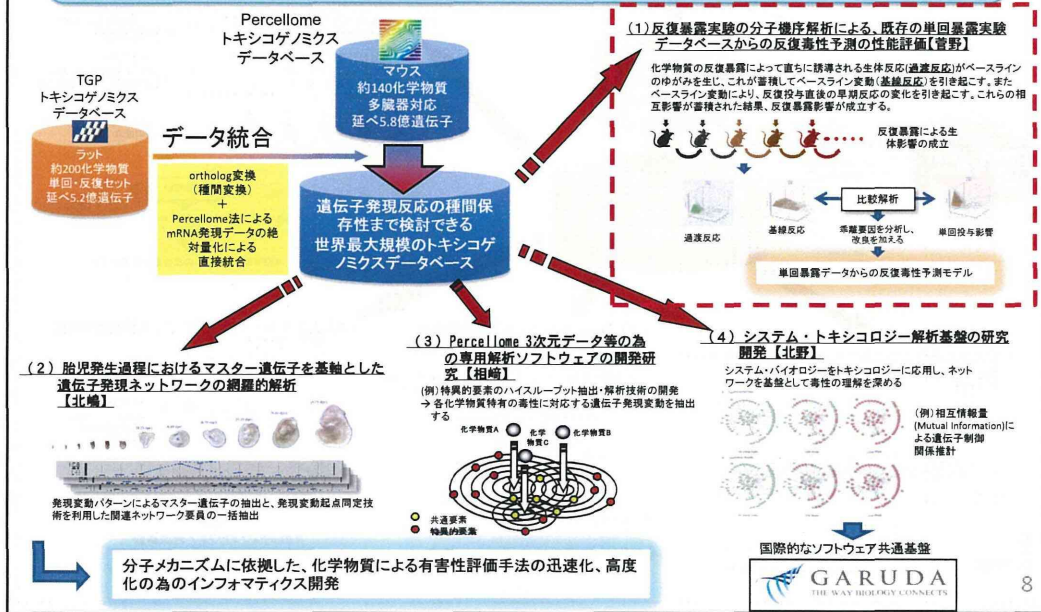 Percellome
トキシコゲノミクス
データベース
マウス
約140化学物質
多臓器対応
延べ5.8億遺伝子
TGP
トキシコゲノミクス
データベース
ラット
約200化学物質
単回・反復セット
延べ5.2億遺伝子
データ統合
ortholog変換
(種間変換)
+
Percellome法による
mRNA発現データの絶
対量化による
直接統合
遺伝子発現反応の種間保
存性まで検討できる
世界最大規模のトキシコゲ
ノミクスデータベース
(1)反復暴露実験の分子機序解析による、既存の単回暴露実験
データベースからの反復毒性予測の性能評価【菅野】
化学物質の反復暴露によって直ちに誘導される生体反応(過渡反応)がベースライン
のゆがみを生じ、これが蓄積してベースライン変動(基線反応)を引き起こす。また
ベースライン変動により、反復投与直後の早期反応の変化を引き起こす。これらの相
互影響が蓄積された結果、反復暴露影響が成立する。
反復暴露による生
体影響の成立
比較解析
過渡反応
基線反応
乖離要因を分析し、
改良を加える
単回投与影響
単回暴露データからの反復毒性予測モデル
(2)胎児発生過程におけるマスター遺伝子を基軸とした
遺伝子発現ネットワークの網羅的解析
【北嶋】
発現変動パターンによるマスター遺伝子の抽出と、発現変動起点同定技
術を利用した関連ネットワーク要員の一括抽出
(3) Percellome 3次元データ等の為
の専用解析ソフトウェアの開発研
究【相﨑】
(例)特異的要素のハイスループット抽出・解析技術の開発
→ 各化学物質特有の毒性に対応する遺伝子発現変動を抽出
する
化学物質A
化学
物質C
化学物質B
共通要素
特異的要素
(4) システム・トキシコロジー解析基盤の研究
開発【北野】
システム・バイオロジーをトキシコロジーに応用し、ネット
ワークを基盤として毒性の理解を深める
(例)相互情報量
(Mutual Information)に
よる遺伝子制御
関係推計
国際的なソフトウェア共通基盤
GARUDA
THE WAY BIOLOGY CONNECTS
分子メカニズムに依拠した、化学物質による有害性評価手法の迅速化、高度
化の為のインフォマティクス開発
8